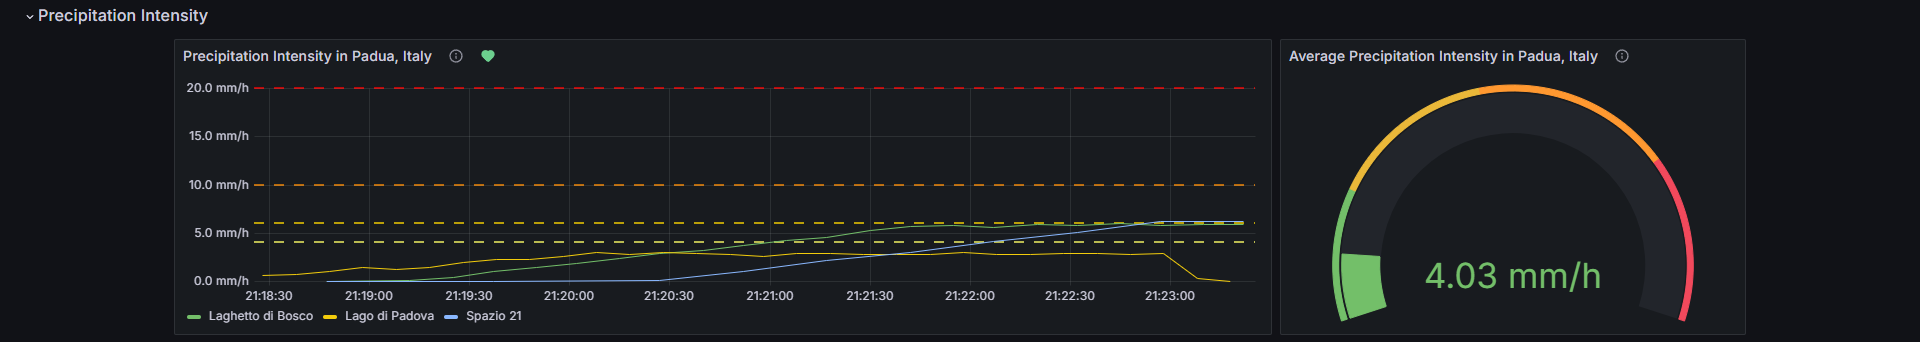 Precipitation Intensity
Precipitation Intensity in Padua, Italy
20.0 mm/h
15.0 mm/h
10.0 mm/h
5.0 mm/h
0.0 mm/h
21:18:30 21:19:00 21:19:30 21:20:00 21:20:30 21:21:00 21:21:30 21:22:00 21:22:30 21:23:00
Laghetto di Bosco Lago di Padova Spazio 21
Average Precipitation Intensity in Padua, Italy
4.03 mm/h